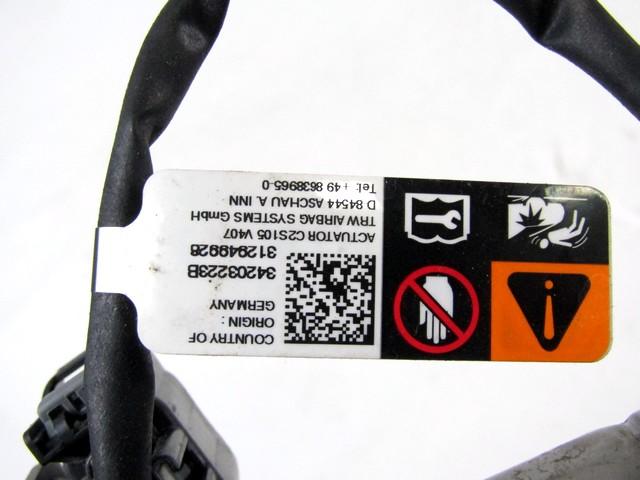 COUNTRY OF
ORIGIN :
GERMANY
34203223B
312949928
ACTUATOR C2S105 V407
TRW AIRBAG SYSTEMS GmbH
D 84544 ASCHAU A. INN
Tel: + 49 8638965-0